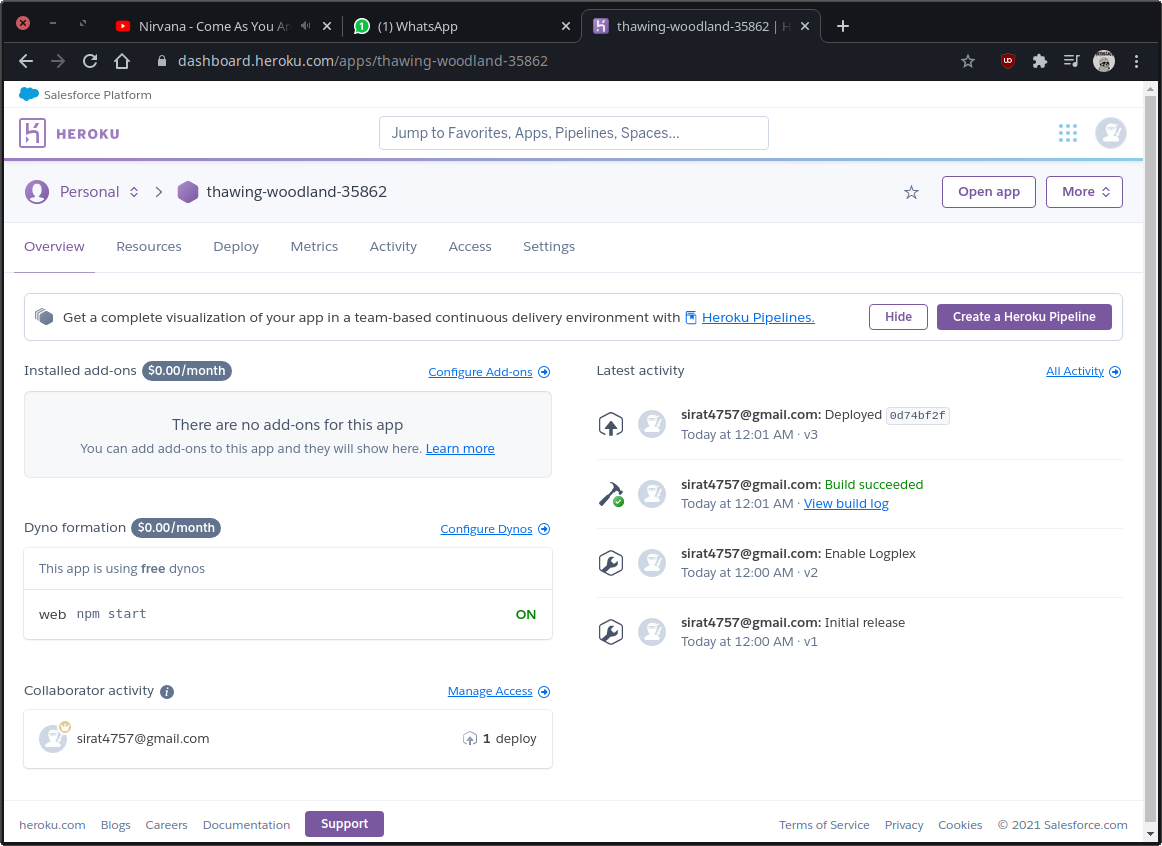 Nirvana - Come As You Ar
(1) WhatsApp
thawing-woodland-35862 | H
dashboard.heroku.com/apps/thawing-woodland-35862
Salesforce Platform
HEROKU
Jump to Favorites, Apps, Pipelines, Spaces...
Personal thawing-woodland-35862 Open app More
Overview Resources Deploy Metrics Activity Access Settings
Get a complete visualization of your app in a team-based continuous delivery environment with Heroku Pipelines. Hide Create a Heroku Pipeline
Installed add-ons $0.00/month Configure Add-ons
There are no add-ons for this app
You can add add-ons to this app and they will show here. Learn more
Dyno formation $0.00/month Configure Dynos
This app is using free dynos
web npm start ON
Collaborator activity Manage Access
sirat4757@gmail.com 1 deploy
Latest activity All Activity
sirat4757@gmail.com: Deployed 0d74bf2f
Today at 12:01 AM · v3
sirat4757@gmail.com: Build succeeded
Today at 12:01 AM · View build log
sirat4757@gmail.com: Enable Logplex
Today at 12:00 AM · v2
sirat4757@gmail.com: Initial release
Today at 12:00 AM · v1
heroku.com Blogs Careers Documentation Support Terms of Service Privacy Cookies © 2021 Salesforce.com